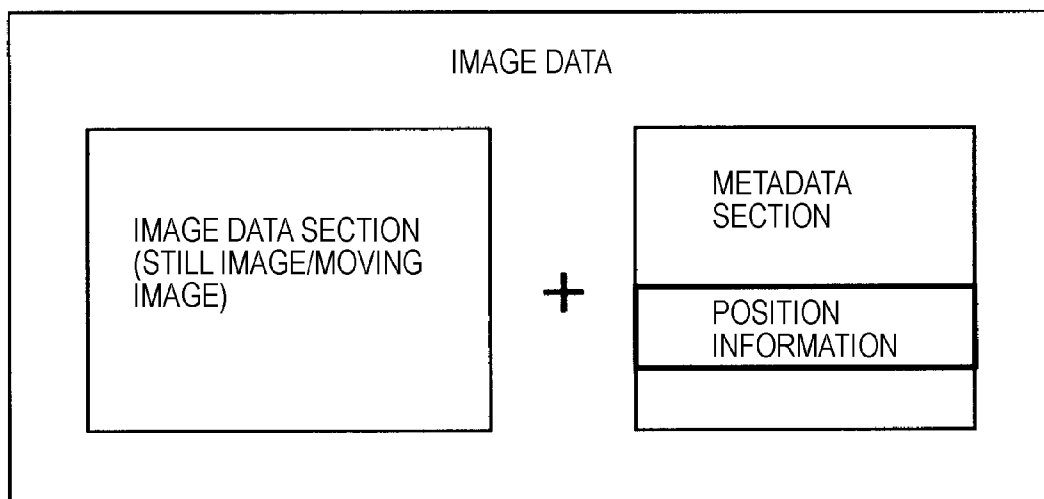 IMAGE DATA
IMAGE DATA SECTION
(STILL IMAGE/MOVING
IMAGE)
+
METADATA
SECTION
POSITION
INFORMATION